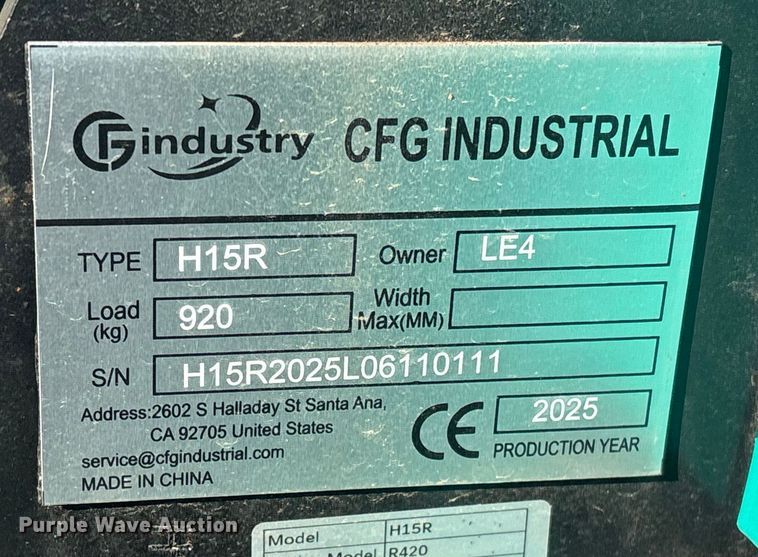 CFG industry CFG INDUSTRIAL
TYPE H15R Owner LE4
Load (kg) 920 Width Max(MM)
S/N H15R2025L06110111
Address:2602 S Halladay St Santa Ana,
CA 92705 United States
service@cfgindustrial.com
MADE IN CHINA
CE 2025
PRODUCTION YEAR
Purple Wave Auction
Model H15R
Model R420